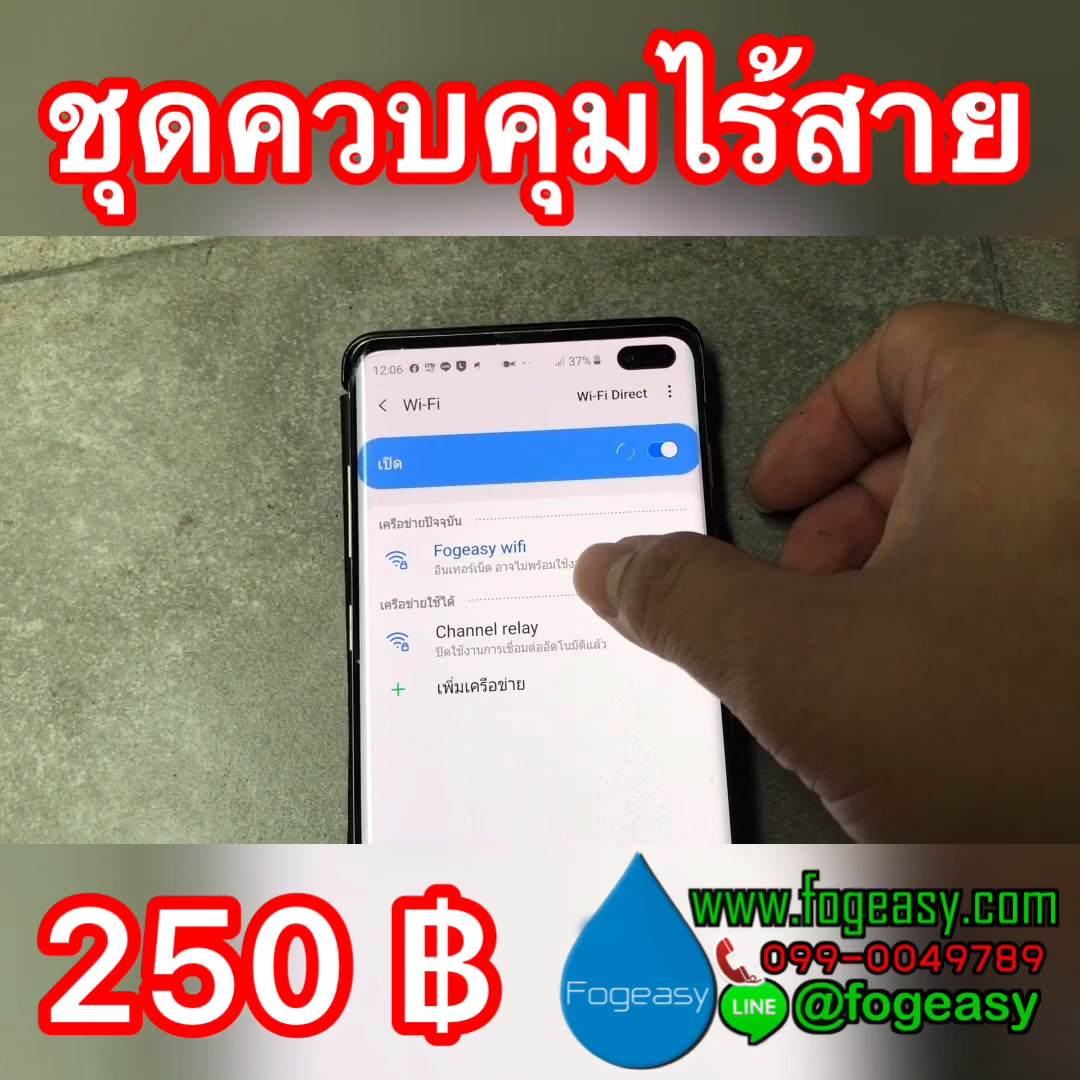 ชุดควบคุมไร้สาย
12:06 37%
Wi-Fi Wi-Fi Direct
เปิด
เครือข่ายปัจจุบัน
Fogeasy wifi
อินเทอร์เน็ต อาจไม่พร้อมใช้
เครือข่ายใช้ได้
Channel relay
ปิดใช้งานการเชื่อมต่ออัตโนมัติแล้ว
+ เพิ่มเครือข่าย
250 ฿
Fogeasy
www.fogeasy.com
099-0049789
LINE @fogeasy